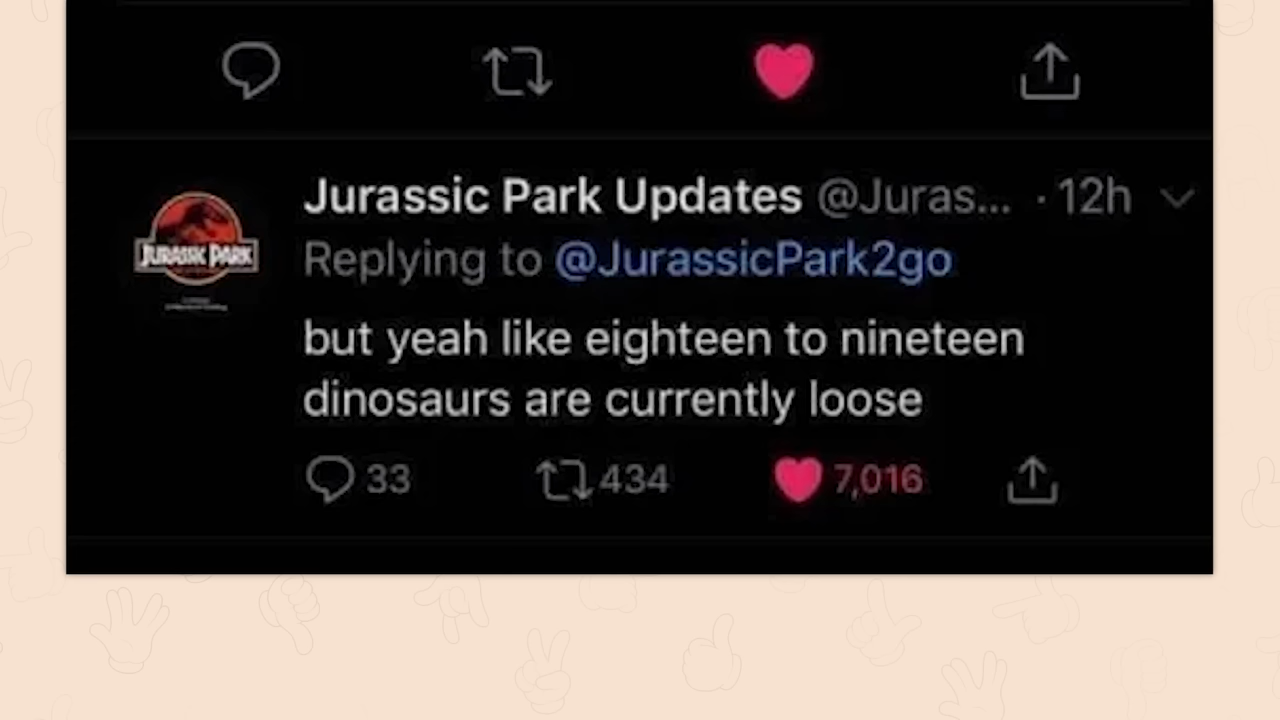 Jurassic Park Updates @Juras... · 12h
JURASSIC PARK
Replying to @JurassicPark2go
but yeah like eighteen to nineteen
dinosaurs are currently loose
33 434 7,016